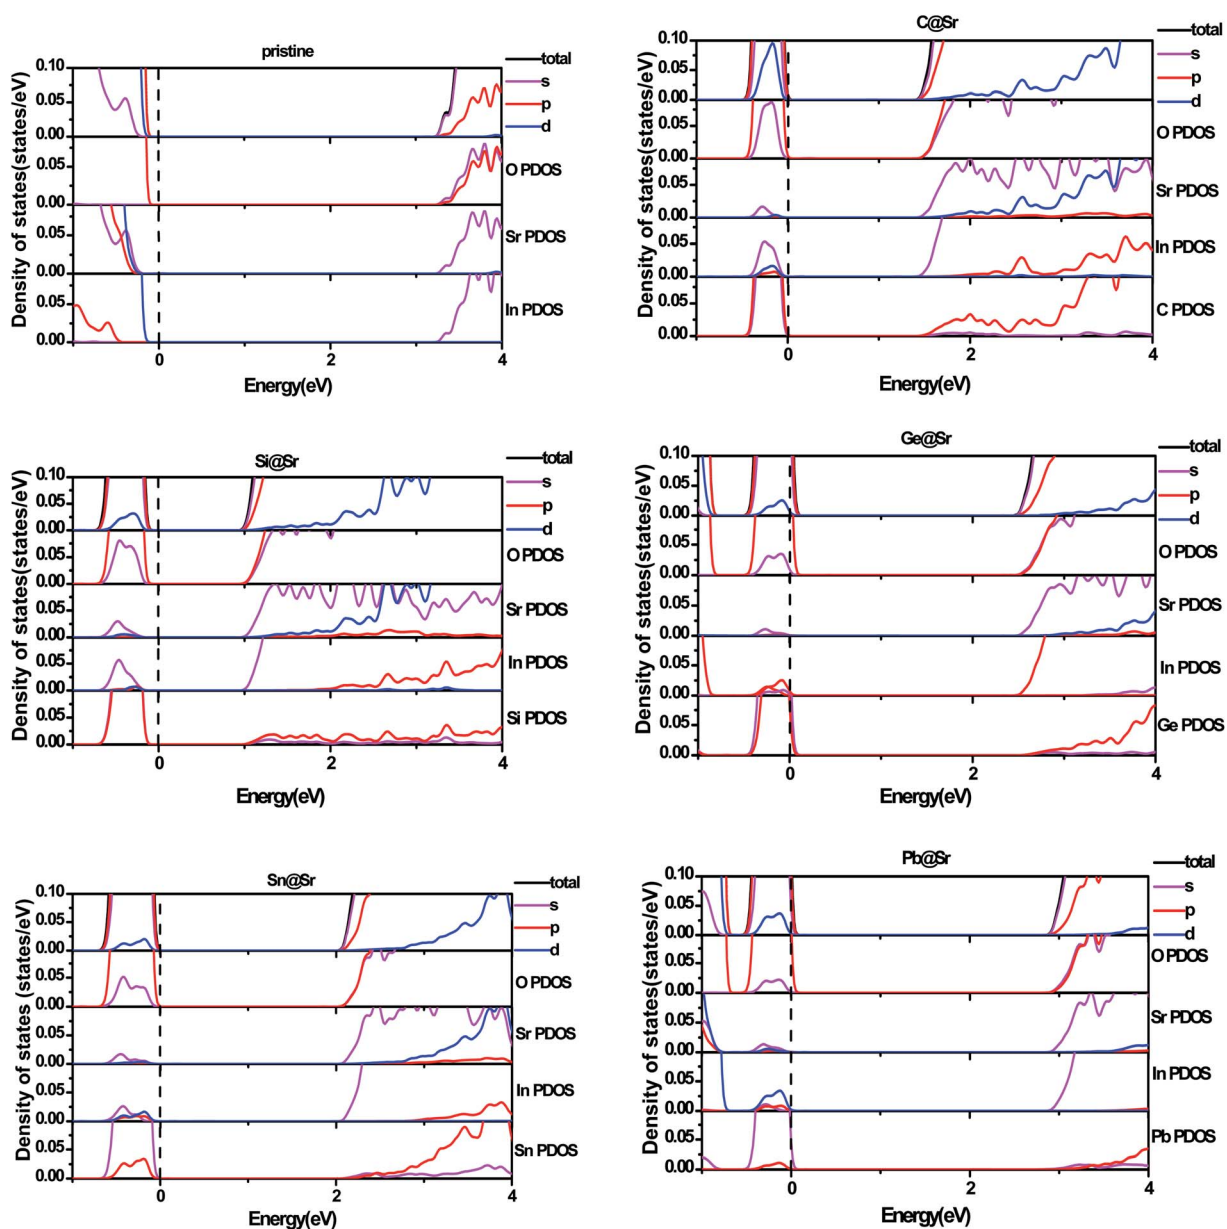 pristine
Density of states(states/eV)
0.10
0.05
0.00
0.05
0.00
0.05
0.00
0.05
0.00
total
s
p
d
O PDOS
Sr PDOS
In PDOS
0
2
4
Energy(eV)
C@Sr
Density of states(states/eV)
0.10
0.05
0.00
0.05
0.00
0.05
0.00
0.05
0.00
0.05
0.00
total
s
p
d
O PDOS
Sr PDOS
In PDOS
C PDOS
0
2
4
Energy(eV)
Si@Sr
Density of states(states/eV)
0.10
0.05
0.00
0.05
0.00
0.05
0.00
0.05
0.00
0.05
0.00
total
s
p
d
O PDOS
Sr PDOS
In PDOS
Si PDOS
0
2
4
Energy(eV)
Ge@Sr
Density of states(states/eV)
0.10
0.05
0.00
0.05
0.00
0.05
0.00
0.05
0.00
0.05
0.00
total
s
p
d
O PDOS
Sr PDOS
In PDOS
Ge PDOS
0
2
4
Energy(eV)
Sn@Sr
Density of states (states/eV)
0.10
0.05
0.00
0.05
0.00
0.05
0.00
0.05
0.00
0.05
0.00
total
s
p
d
O PDOS
Sr PDOS
In PDOS
Sn PDOS
0
2
4
Energy(eV)
Pb@Sr
Density of states(states/eV)
0.10
0.05
0.00
0.05
0.00
0.05
0.00
0.05
0.00
0.05
0.00
total
s
p
d
O PDOS
Sr PDOS
In PDOS
Pb PDOS
0
2
4
Energy(eV)